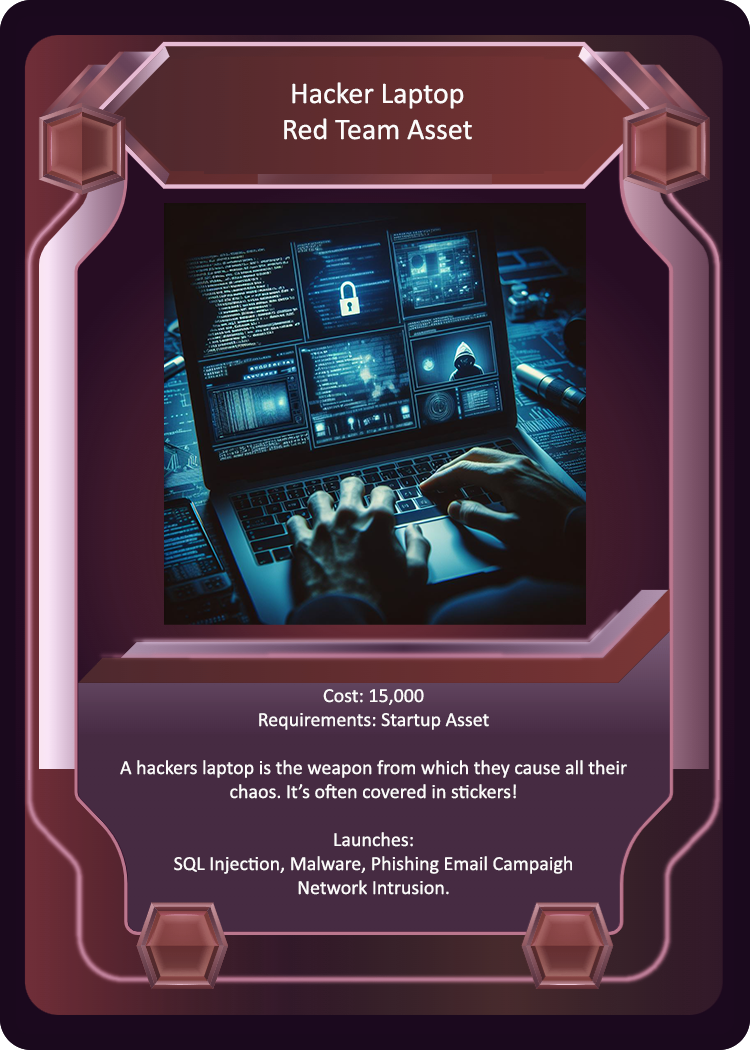 Hacker Laptop
Red Team Asset
Cost: 15,000
Requirements: Startup Asset
A hackers laptop is the weapon from which they cause all their
chaos. It’s often covered in stickers!
Launches:
SQL Injection, Malware, Phishing Email Campaigh
Network Intrusion.